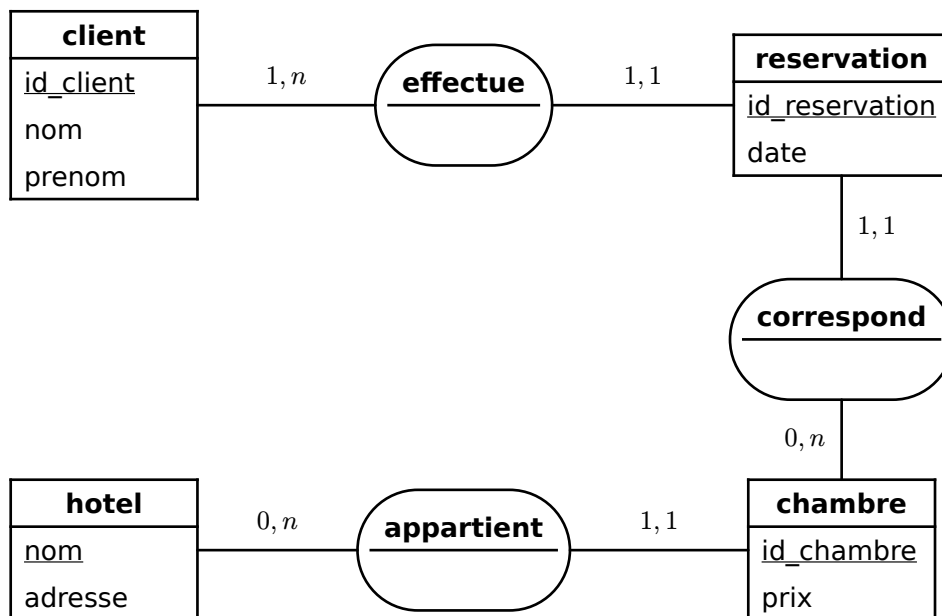 client
id_client
nom
prenom
1, n
effectue
1, 1
reservation
id_reservation
date
1, 1
correspond
0, n
hotel
nom
adresse
0, n
appartient
1, 1
chambre
id_chambre
prix